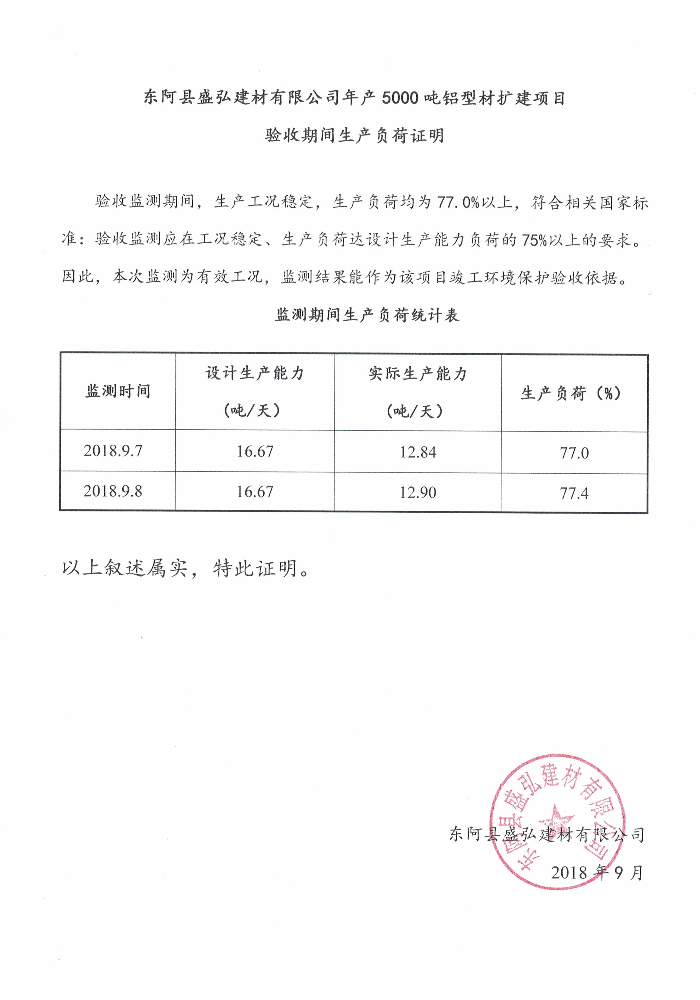 东阿县盛弘建材有限公司年产 5000 吨铝型材扩建项目
验收期间生产负荷证明
验收监测期间，生产工况稳定，生产负荷均为 77.0%以上，符合相关国家标
准：验收监测应在工况稳定、生产负荷达设计生产能力负荷的 75%以上的要求。
因此，本次监测为有效工况，监测结果能作为该项目竣工环境保护验收依据。
监测期间生产负荷统计表
监测时间 设计生产能力 (吨/天) 实际生产能力 (吨/天) 生产负荷（%）
2018.9.7 16.67 12.84 77.0
2018.9.8 16.67 12.90 77.4
以上叙述属实，特此证明。
东阿县盛弘建材有限公司
东阿县盛弘建材有限公司
2018 年 9 月